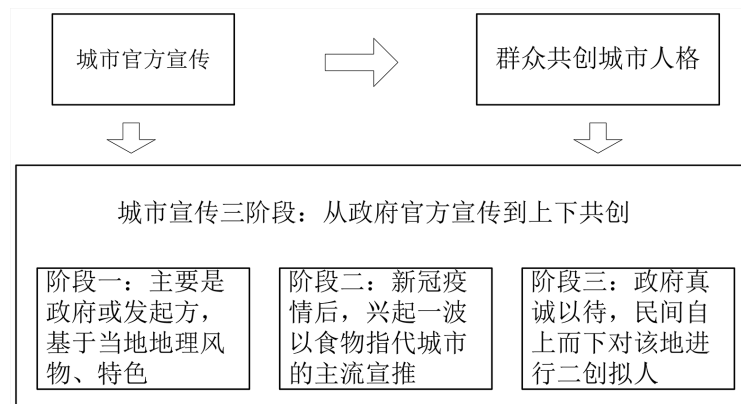 城市官方宣传
群众共创城市人格
城市宣传三阶段：从政府官方宣传到上下共创
阶段一：主要是
政府或发起方，
基于当地地理风
物、特色
阶段二：新冠疫
情后，兴起一波
以食物指代城市
的主流宣推
阶段三：政府真
诚以待，民间自
上而下对该地进
行二创拟人